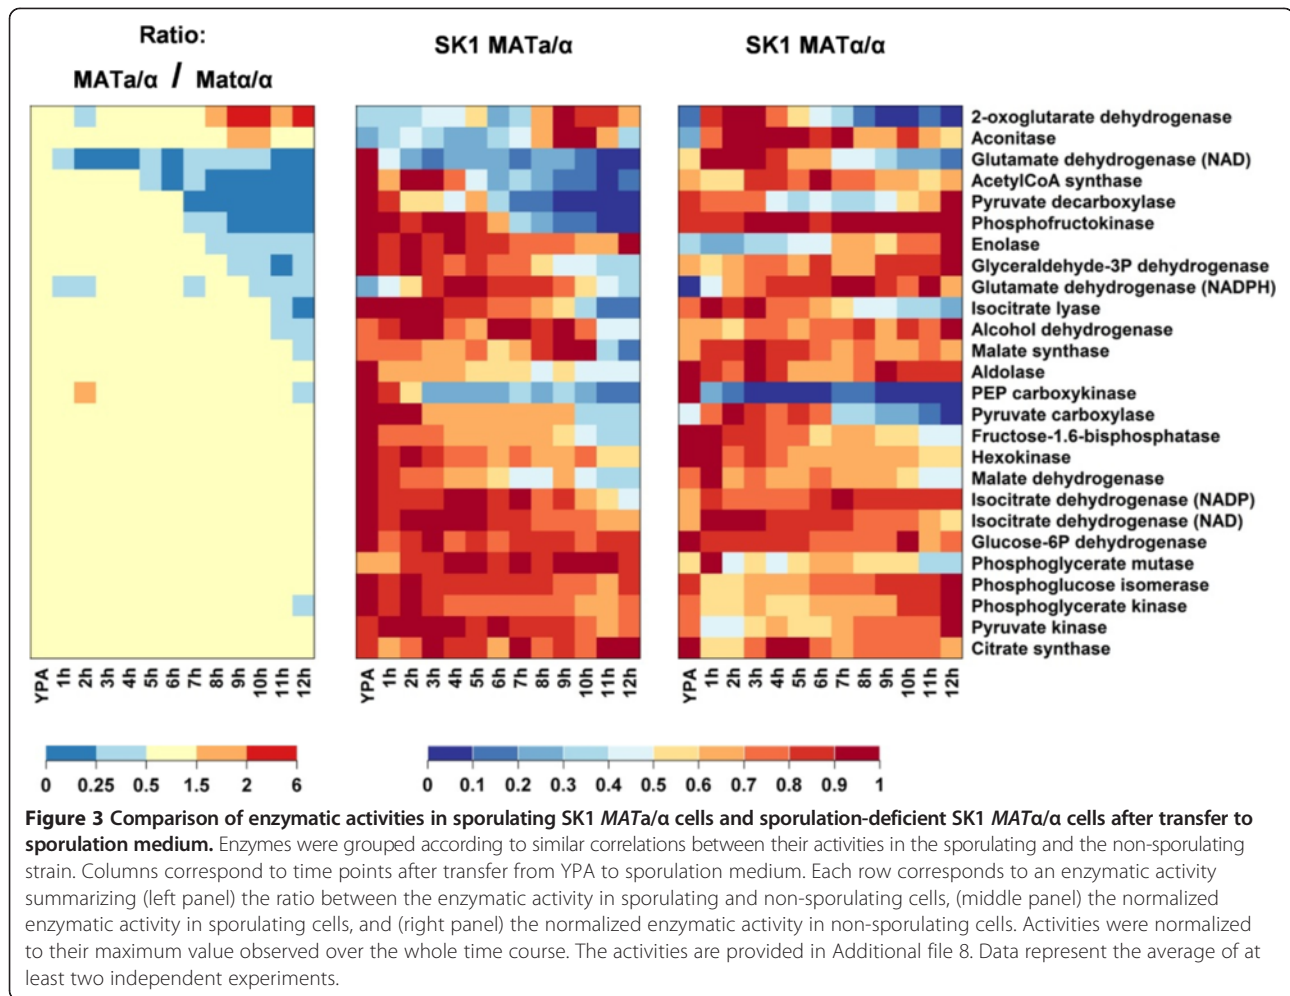 Ratio:
MATa/α / Matα/α
SK1 MATa/α
SK1 MATα/α
2-oxoglutarate dehydrogenase
Aconitase
Glutamate dehydrogenase (NAD)
AcetylCoA synthase
Pyruvate decarboxylase
Phosphofructokinase
Enolase
Glyceraldehyde-3P dehydrogenase
Glutamate dehydrogenase (NADPH)
Isocitrate lyase
Alcohol dehydrogenase
Malate synthase
Aldolase
PEP carboxykinase
Pyruvate carboxylase
Fructose-1.6-bisphosphatase
Hexokinase
Malate dehydrogenase
Isocitrate dehydrogenase (NADP)
Isocitrate dehydrogenase (NAD)
Glucose-6P dehydrogenase
Phosphoglycerate mutase
Phosphoglucose isomerase
Phosphoglycerate kinase
Pyruvate kinase
Citrate synthase
YPA 1h 2h 3h 4h 5h 6h 7h 8h 9h 10h 11h 12h
YPA 1h 2h 3h 4h 5h 6h 7h 8h 9h 10h 11h 12h
YPA 1h 2h 3h 4h 5h 6h 7h 8h 9h 10h 11h 12h
0 0.25 0.5 1.5 2 6
0 0.1 0.2 0.3 0.4 0.5 0.6 0.7 0.8 0.9 1
Figure 3 Comparison of enzymatic activities in sporulating SK1 MATa/α cells and sporulation-deficient SK1 MATα/α cells after transfer to
sporulation medium. Enzymes were grouped according to similar correlations between their activities in the sporulating and the non-sporulating
strain. Columns correspond to time points after transfer from YPA to sporulation medium. Each row corresponds to an enzymatic activity
summarizing (left panel) the ratio between the enzymatic activity in sporulating and non-sporulating cells, (middle panel) the normalized
enzymatic activity in sporulating cells, and (right panel) the normalized enzymatic activity in non-sporulating cells. Activities were normalized
to their maximum value observed over the whole time course. The activities are provided in Additional file 8. Data represent the average of at
least two independent experiments.